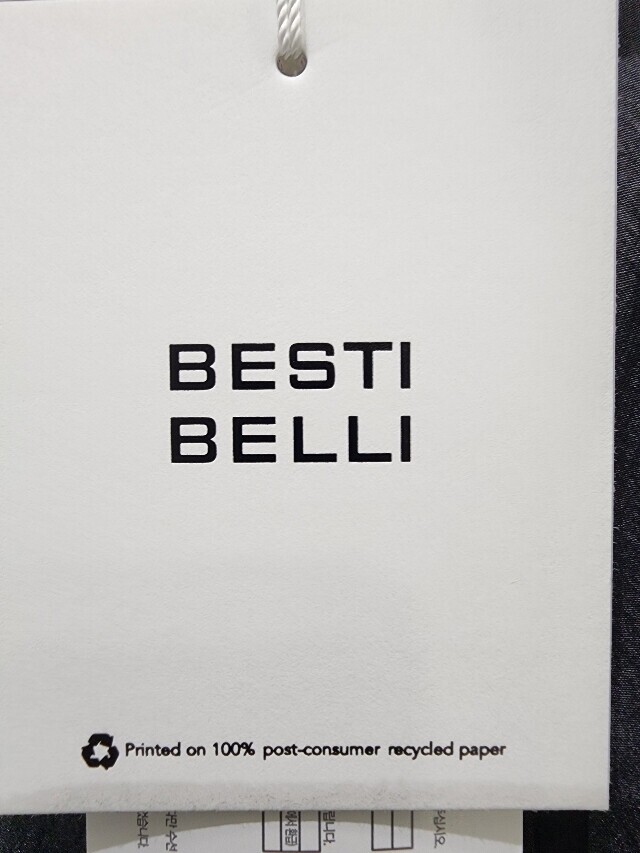 BESTI
BELLI
Printed on 100% post-consumer recycled paper